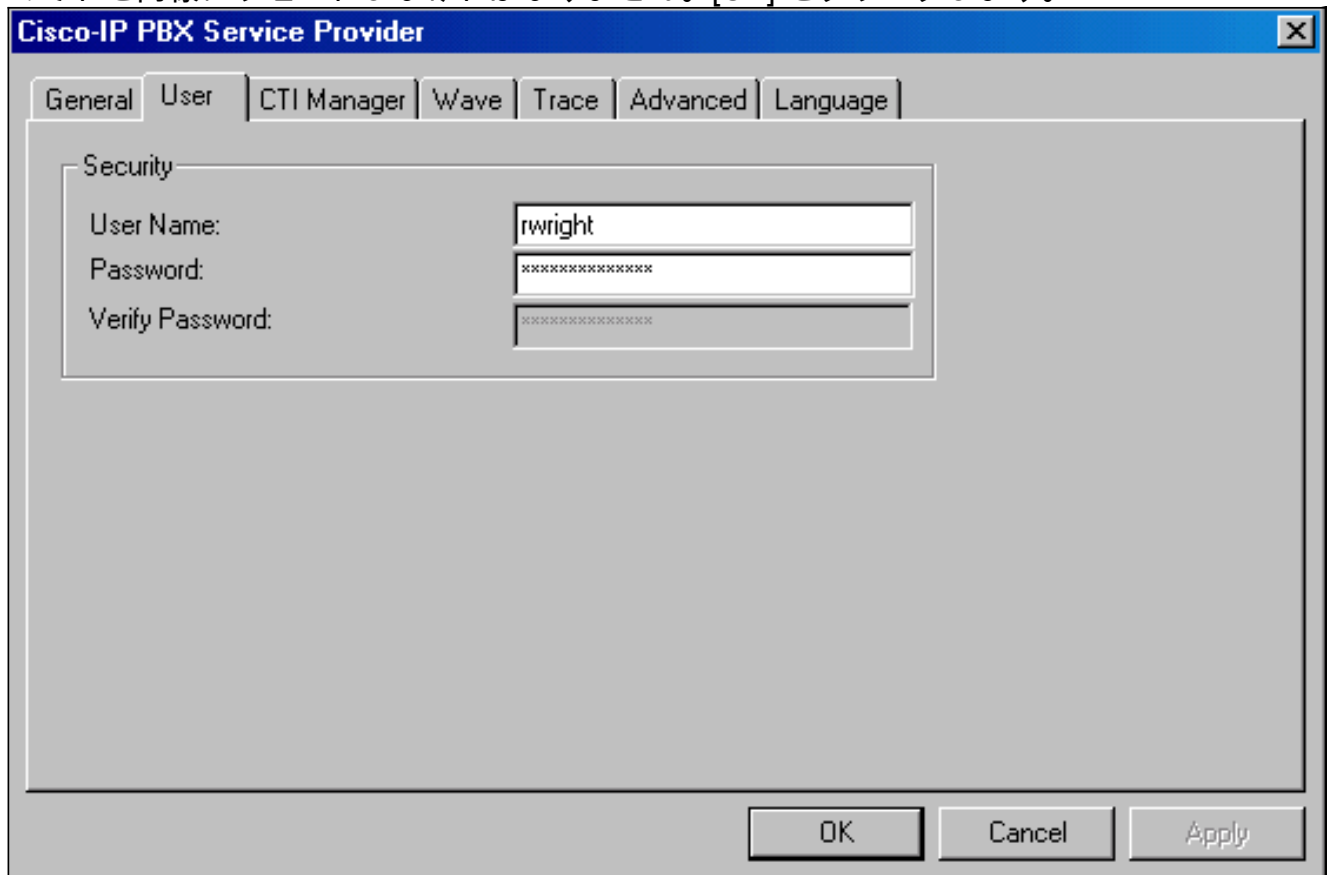 Cisco-IP PBX Service Provider
General User CTI Manager Wave Trace Advanced Language
Security
User Name: rwright
Password: **************
Verify Password: **************
OK Cancel Apply